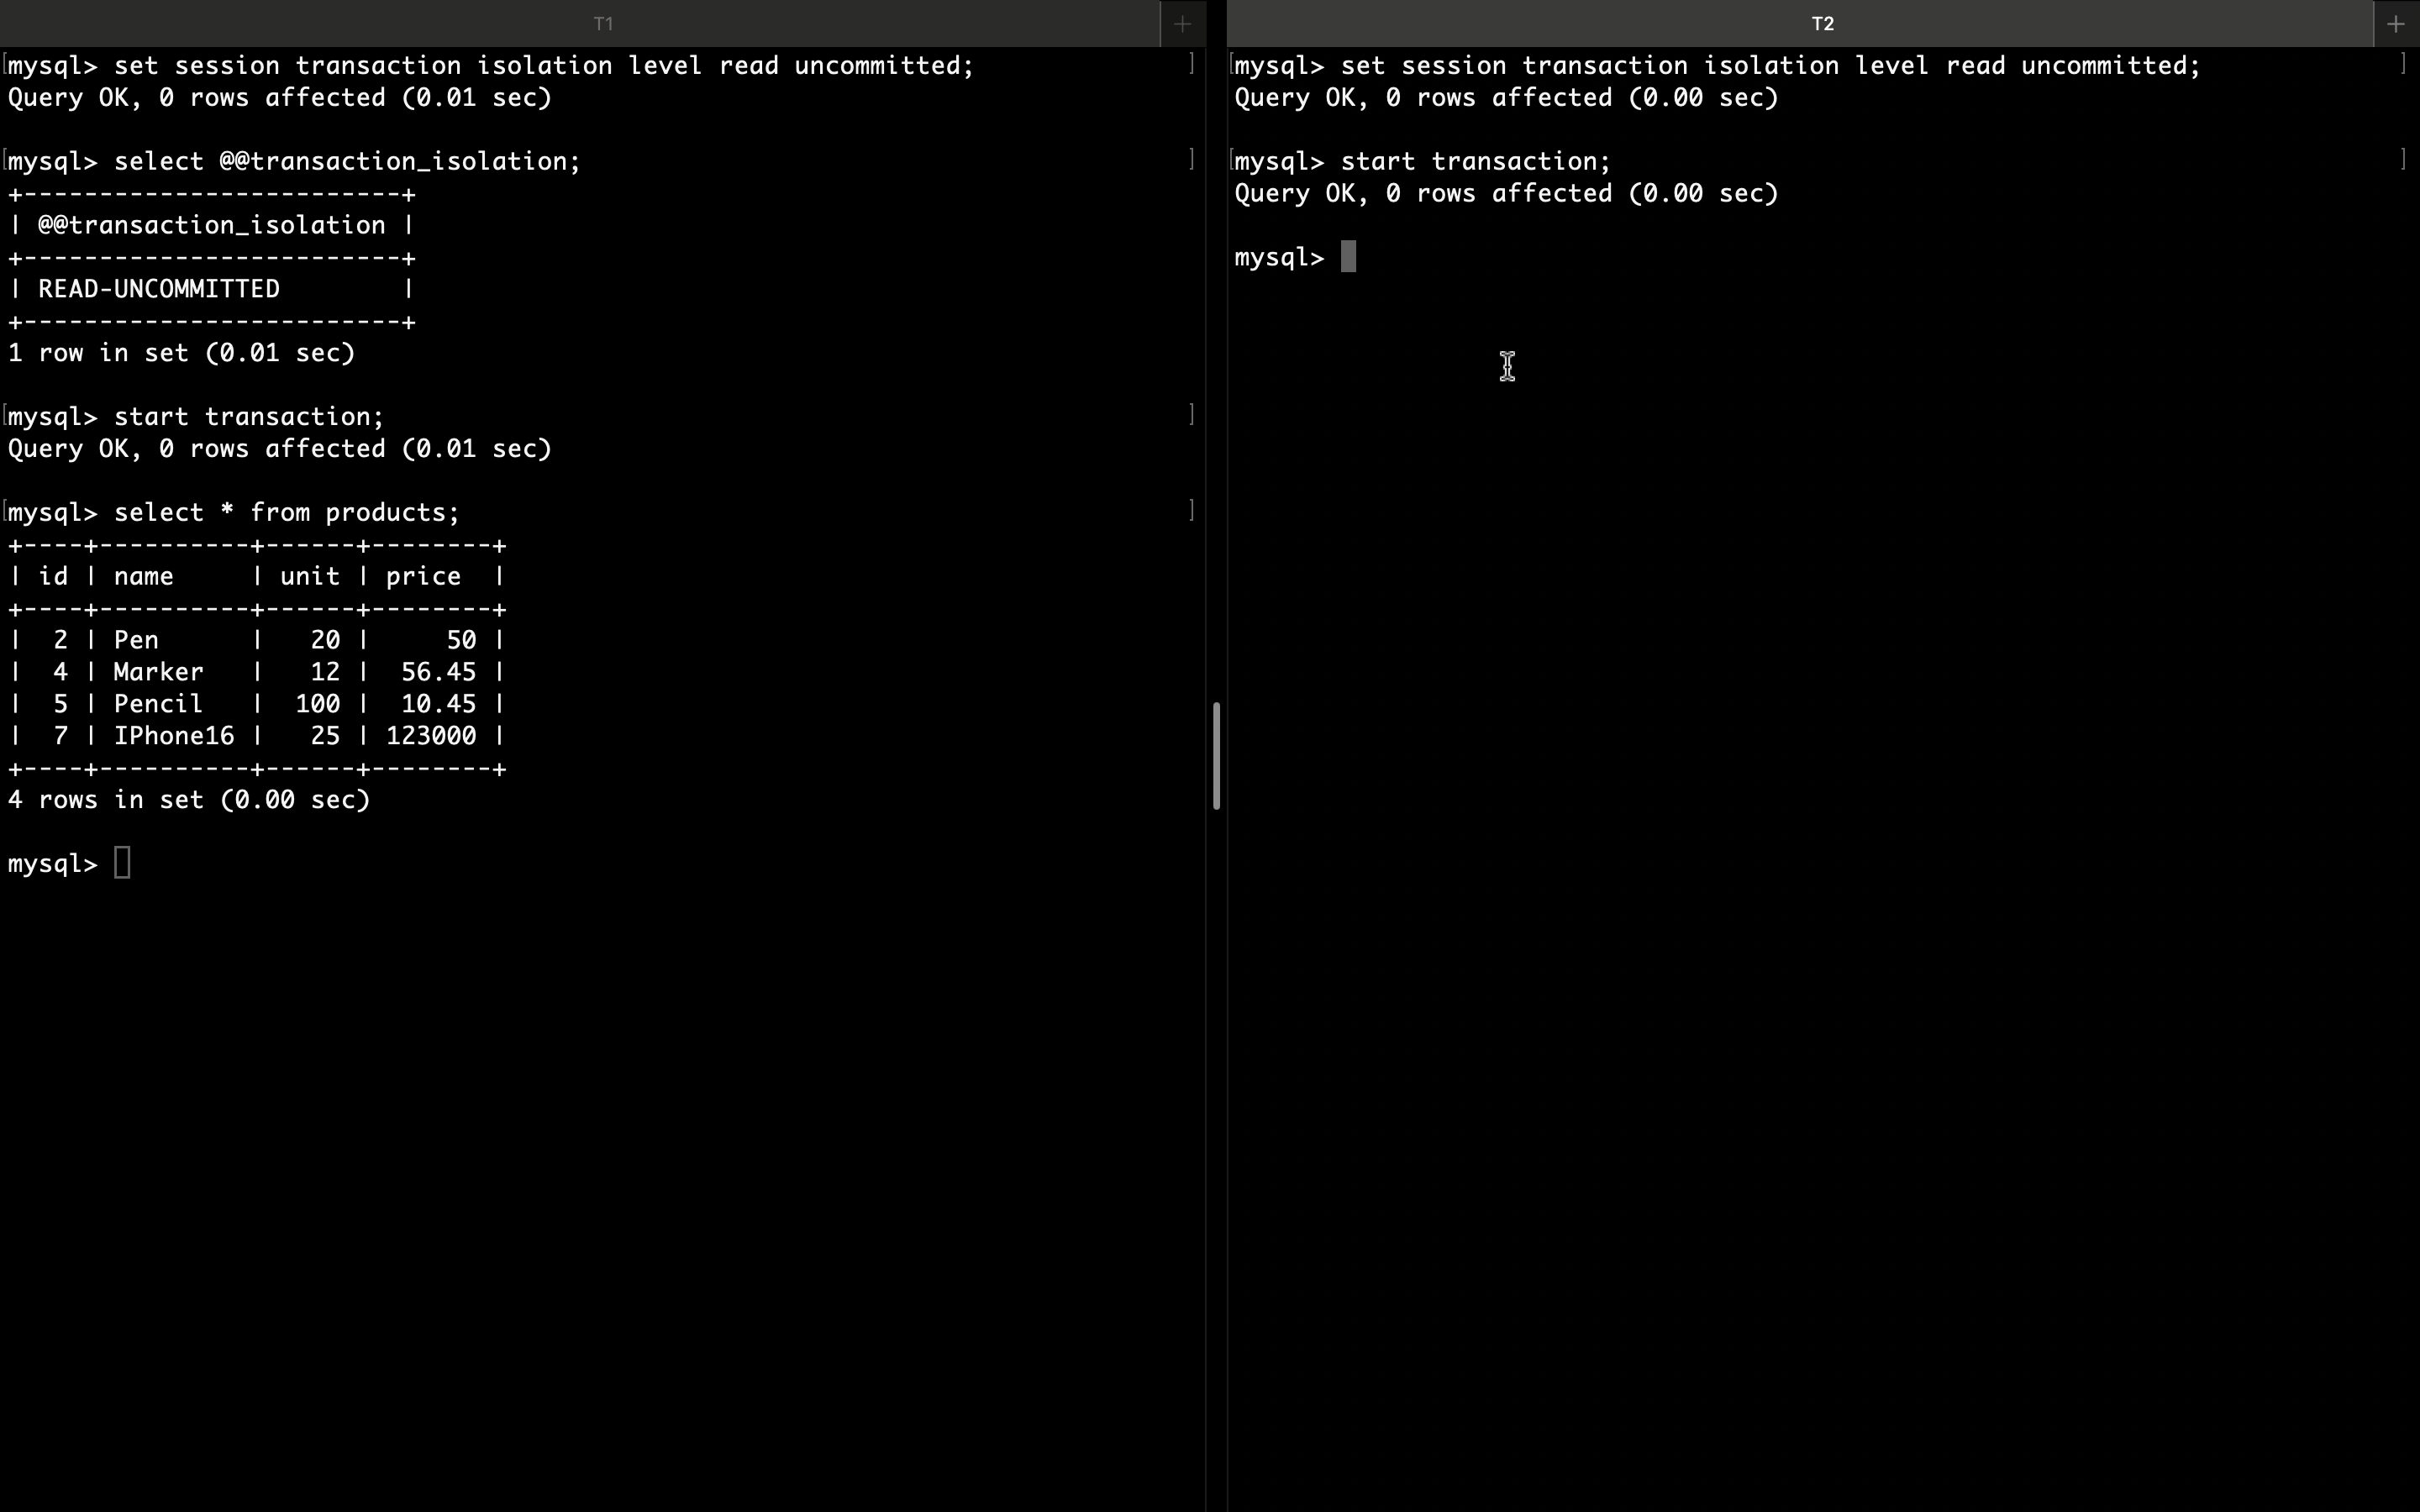 T1
mysql> set session transaction isolation level read uncommitted;
Query OK, 0 rows affected (0.01 sec)
mysql> select @@transaction_isolation;
+-------------------------+
| @@transaction_isolation |
+-------------------------+
| READ-UNCOMMITTED        |
+-------------------------+
1 row in set (0.01 sec)
mysql> start transaction;
Query OK, 0 rows affected (0.01 sec)
mysql> select * from products;
+----+----------+------+--------+
| id | name     | unit | price  |
+----+----------+------+--------+
|  2 | Pen      |   20 |     50 |
|  4 | Marker   |   12 |  56.45 |
|  5 | Pencil   |  100 |  10.45 |
|  7 | IPhone16 |   25 | 123000 |
+----+----------+------+--------+
4 rows in set (0.00 sec)
mysql>
T2
mysql> set session transaction isolation level read uncommitted;
Query OK, 0 rows affected (0.00 sec)
mysql> start transaction;
Query OK, 0 rows affected (0.00 sec)
mysql>